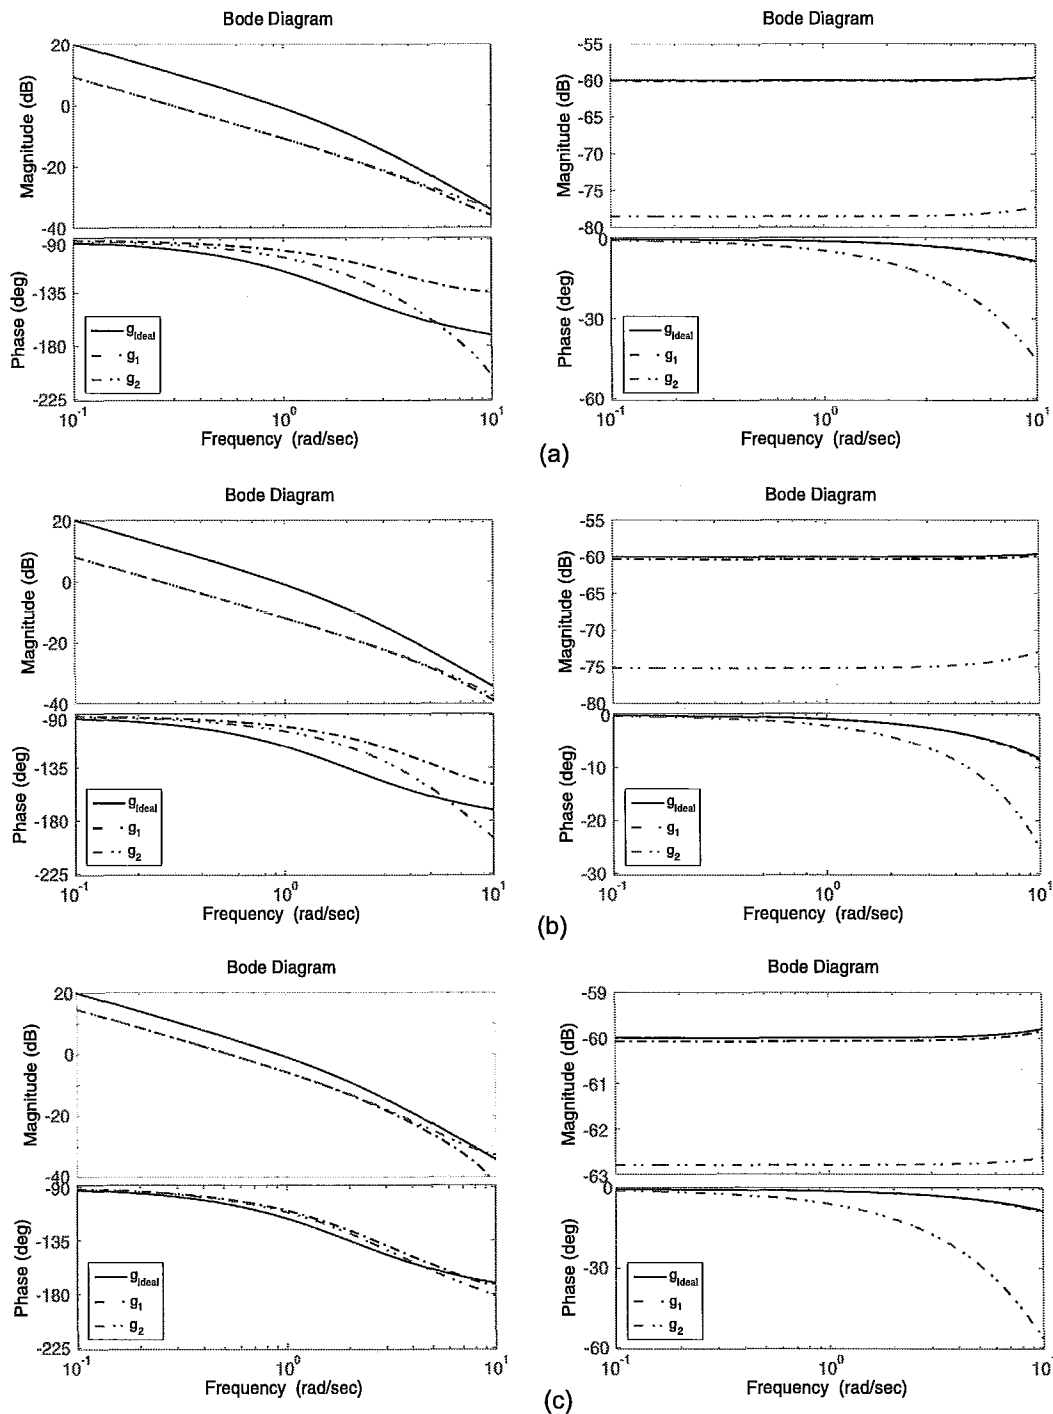 Bode Diagram
20
0
-20
-40
Magnitude (dB)
-90
-135
-180
-225
Phase (deg)
g_ideal
g_1
g_2
10^-1
10^0
10^1
Frequency (rad/sec)
Bode Diagram
-55
-60
-65
-70
-75
-80
Magnitude (dB)
0
-30
-60
Phase (deg)
g_ideal
g_1
g_2
10^-1
10^0
10^1
Frequency (rad/sec)
(a)
Bode Diagram
20
0
-20
-40
Magnitude (dB)
-90
-135
-180
-225
Phase (deg)
g_ideal
g_1
g_2
10^-1
10^0
10^1
Frequency (rad/sec)
Bode Diagram
-55
-60
-65
-70
-75
-80
Magnitude (dB)
0
-10
-20
-30
Phase (deg)
g_ideal
g_1
g_2
10^-1
10^0
10^1
Frequency (rad/sec)
(b)
Bode Diagram
20
0
-20
-40
Magnitude (dB)
-90
-135
-180
-225
Phase (deg)
g_ideal
g_1
g_2
10^-1
10^0
10^1
Frequency (rad/sec)
Bode Diagram
-59
-60
-61
-62
-63
Magnitude (dB)
0
-30
-60
Phase (deg)
g_ideal
g_1
g_2
10^-1
10^0
10^1
Frequency (rad/sec)
(c)